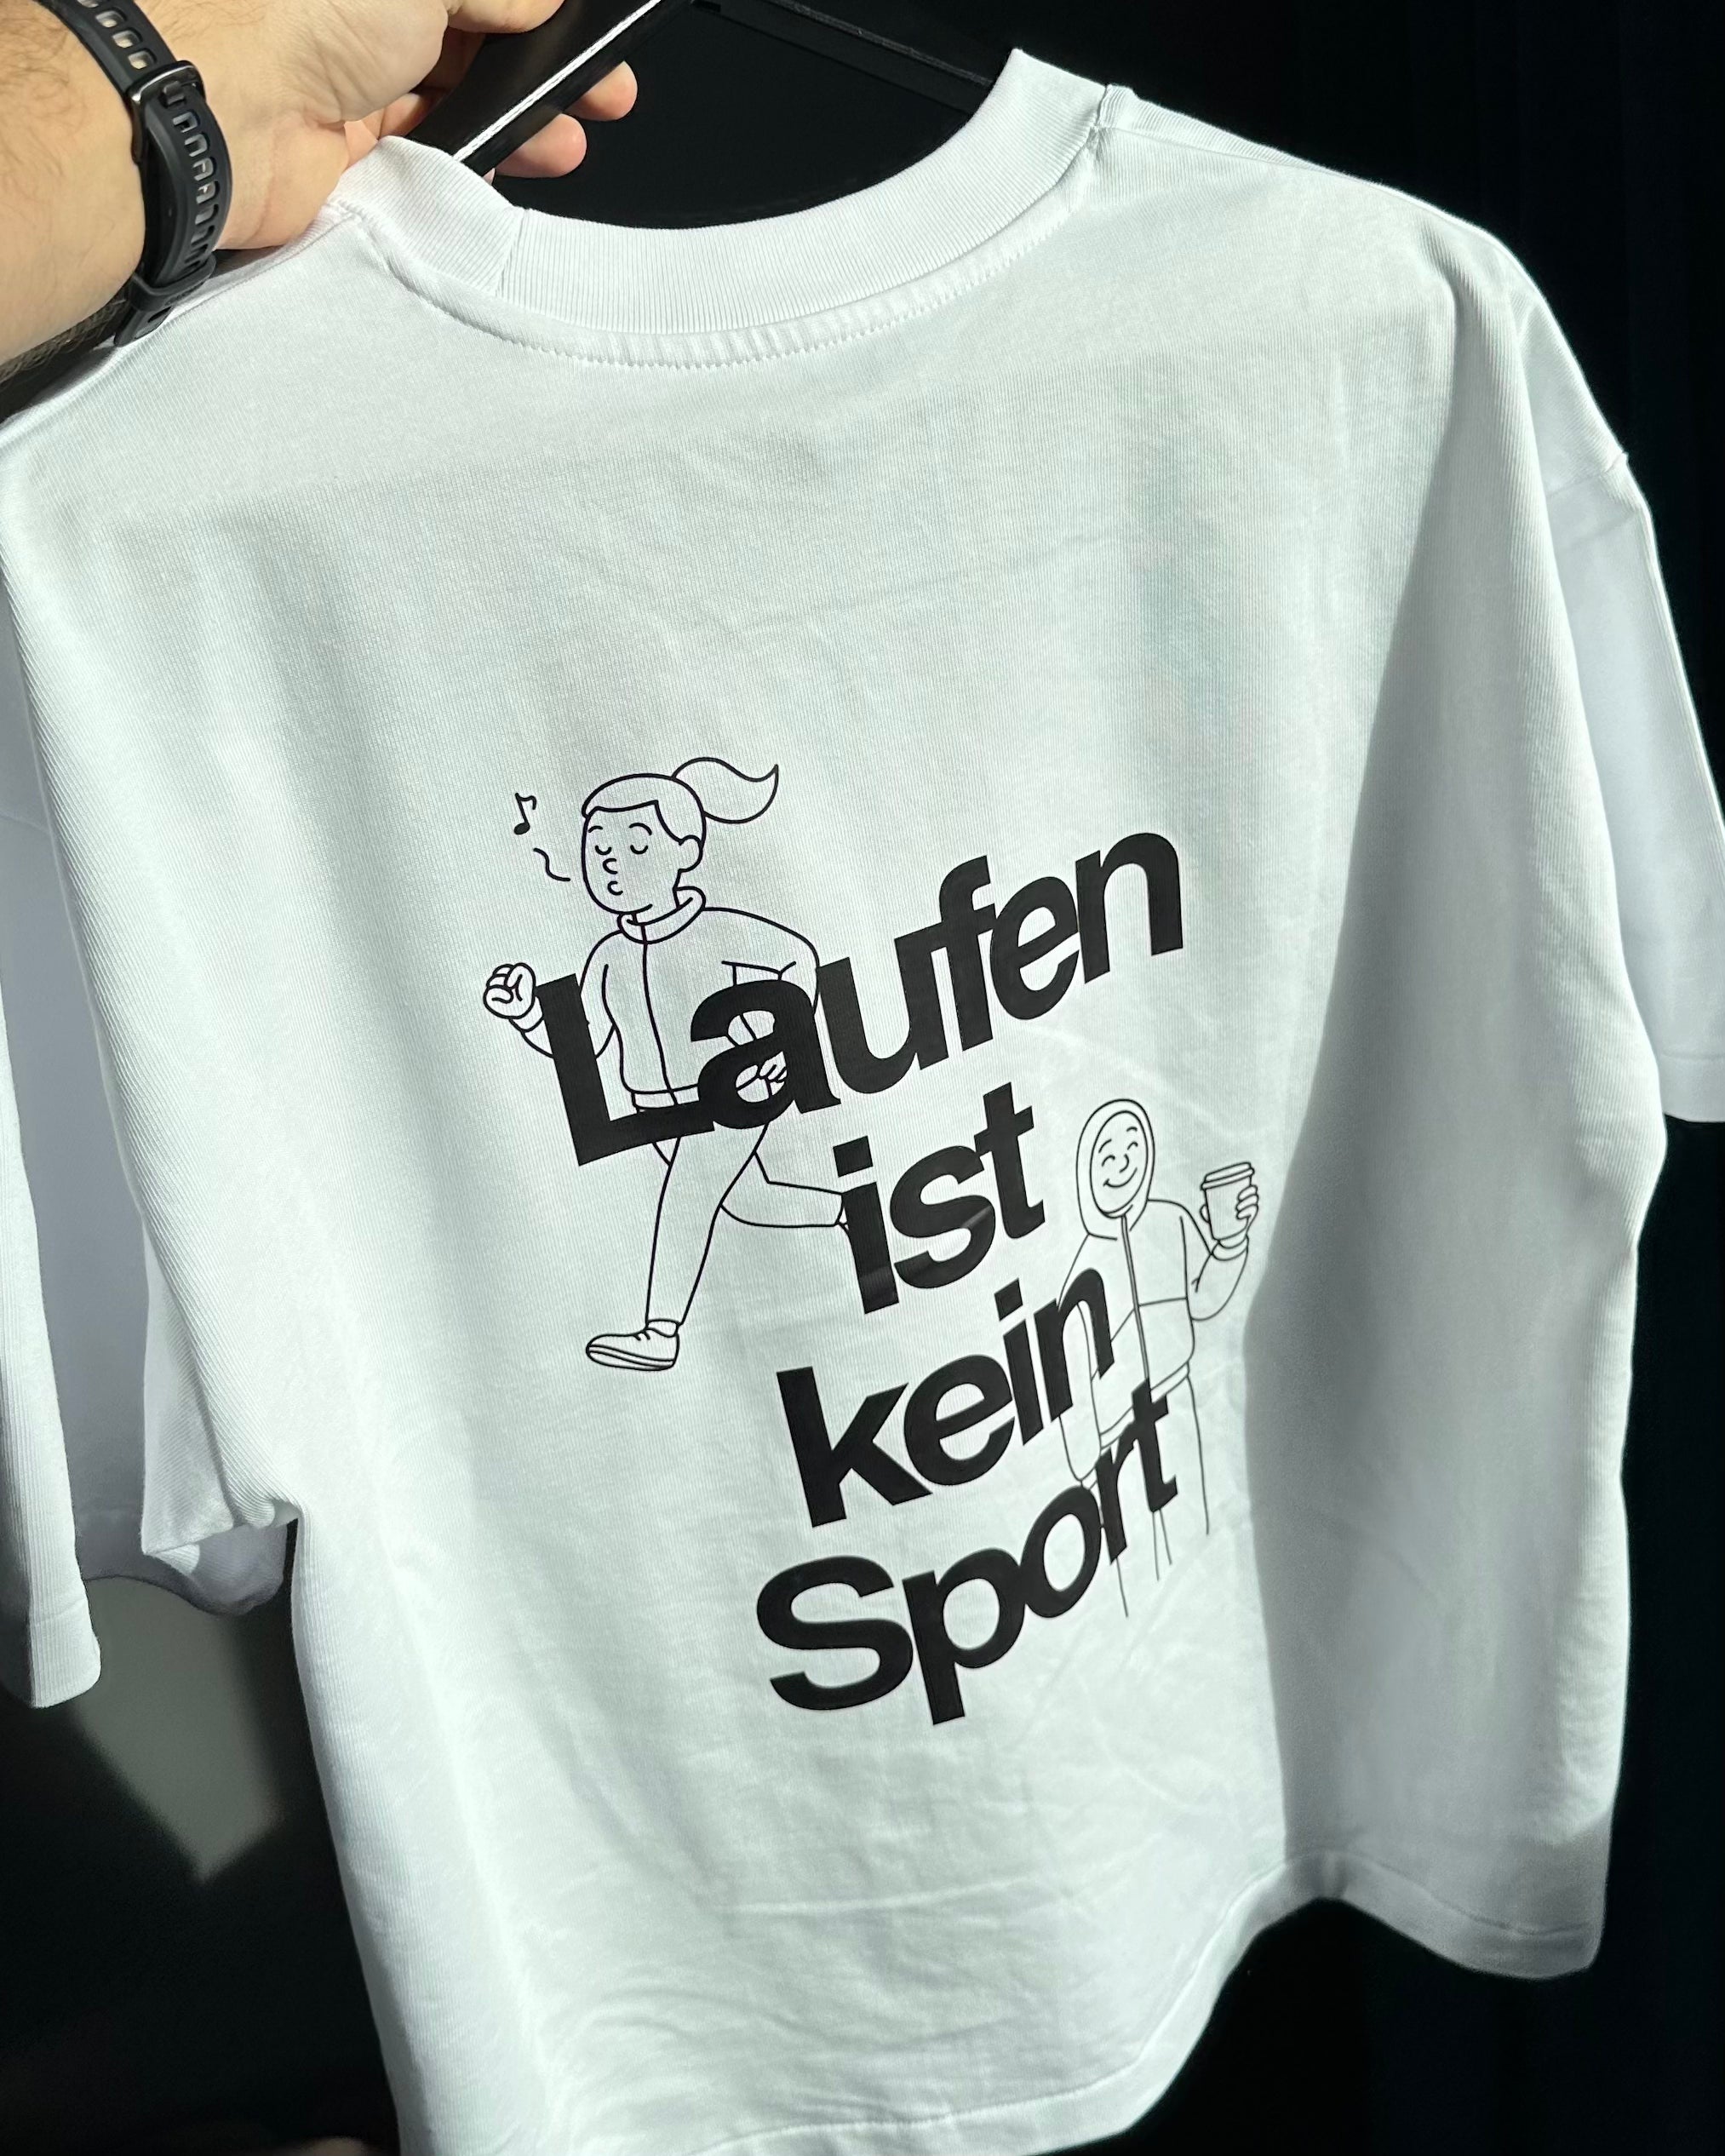 Laufen
ist
kein
Sport